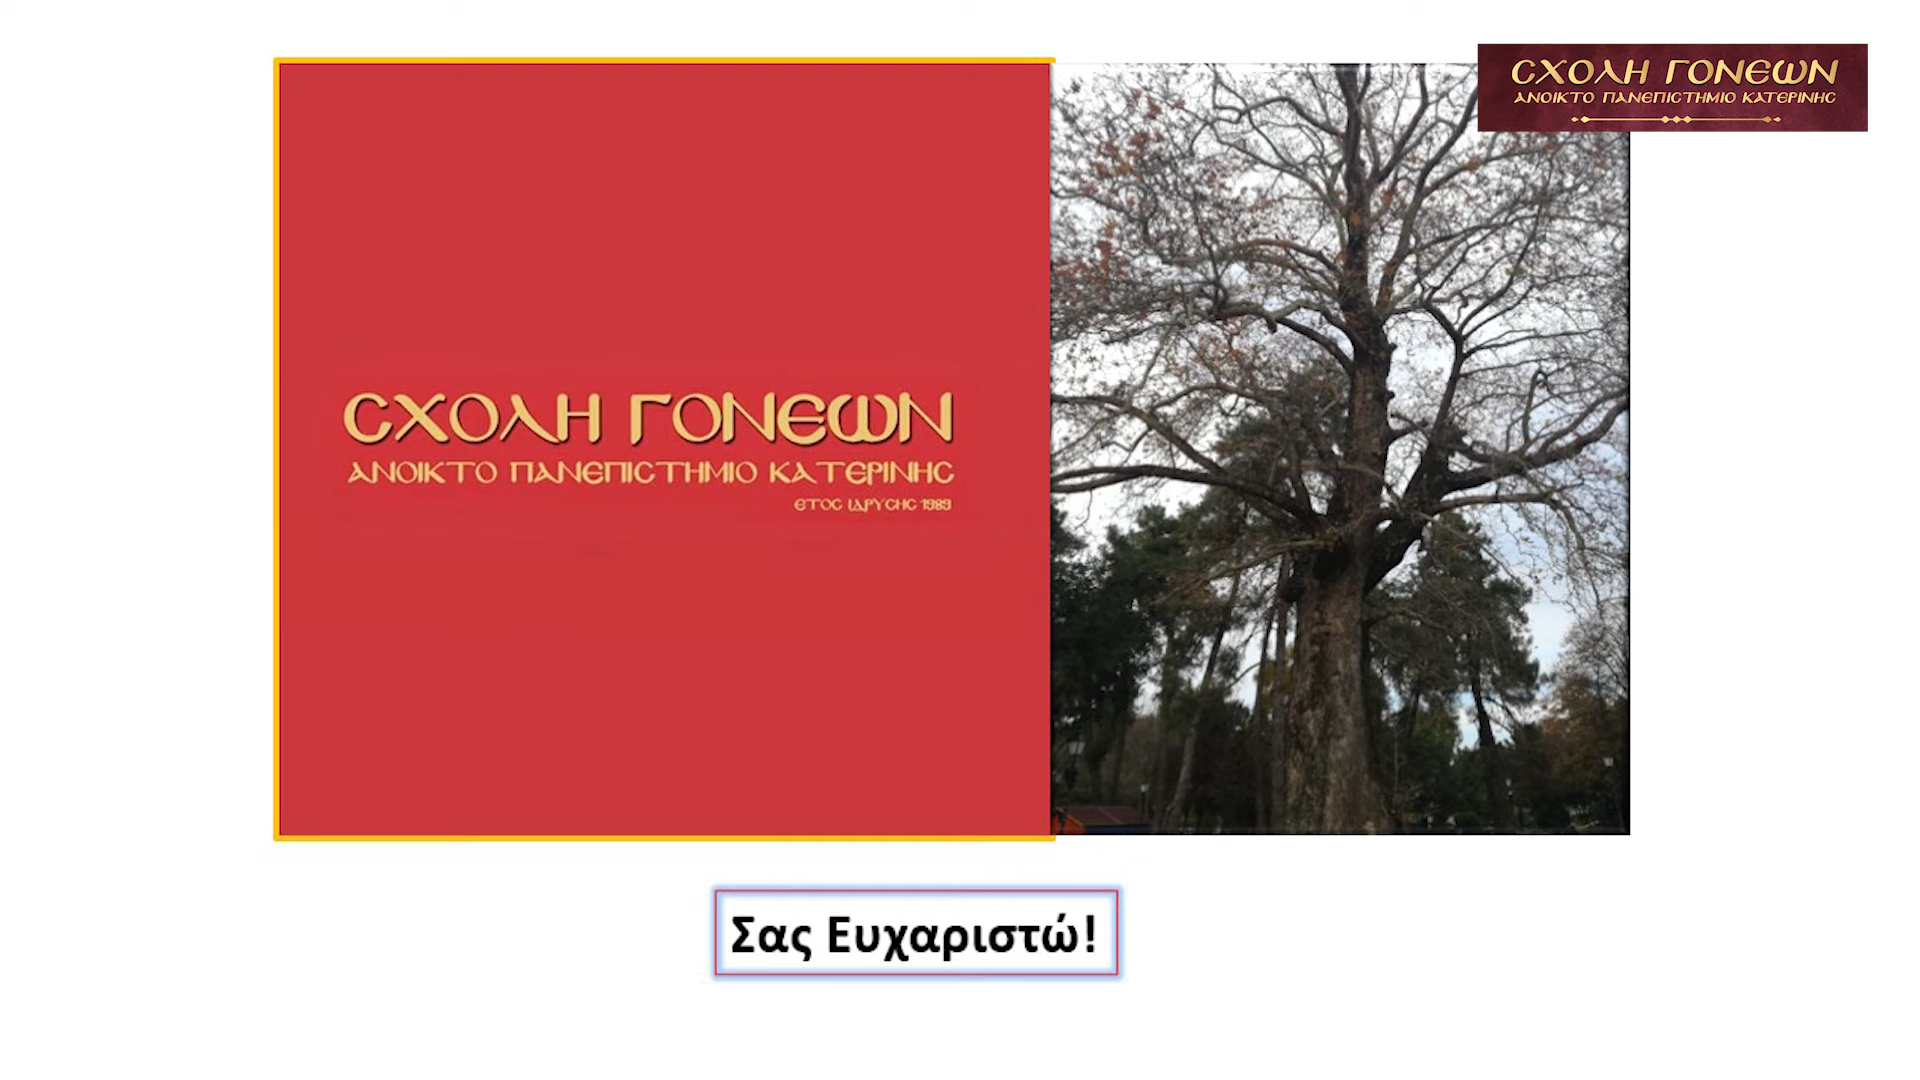 ΣΧΟΛΗ ΓΟΝΕΩΝ
ΑΝΟΙΚΤΟ ΠΑΝΕΠΙΣΤΗΜΙΟ ΚΑΤΕΡΙΝΗΣ
ΣΧΟΛΗ ΓΟΝΕΩΝ
ΑΝΟΙΚΤΟ ΠΑΝΕΠΙΣΤΗΜΙΟ ΚΑΤΕΡΙΝΗΣ
ΕΤΟΣ ΙΔΡΥΣΗΣ 1989
Σας Ευχαριστώ!